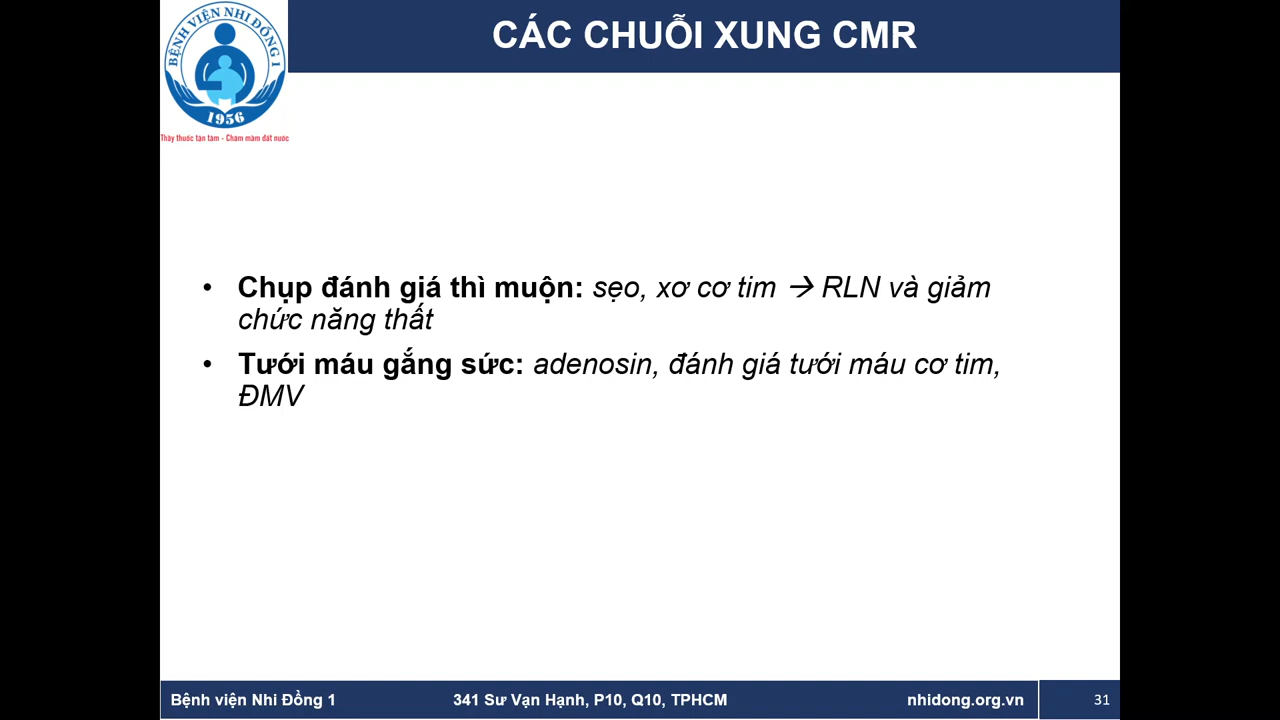 BỆNH VIỆN NHI ĐỒNG 1
1956
Thầy thuốc tận tâm - Chăm mầm đất nước
CÁC CHUỖI XUNG CMR
• Chụp đánh giá thì muộn: sẹo, xơ cơ tim → RLN và giảm
chức năng thất
• Tưới máu gắng sức: adenosin, đánh giá tưới máu cơ tim,
ĐMV
Bệnh viện Nhi Đồng 1 341 Sư Vạn Hạnh, P10, Q10, TPHCM nhidong.org.vn 31